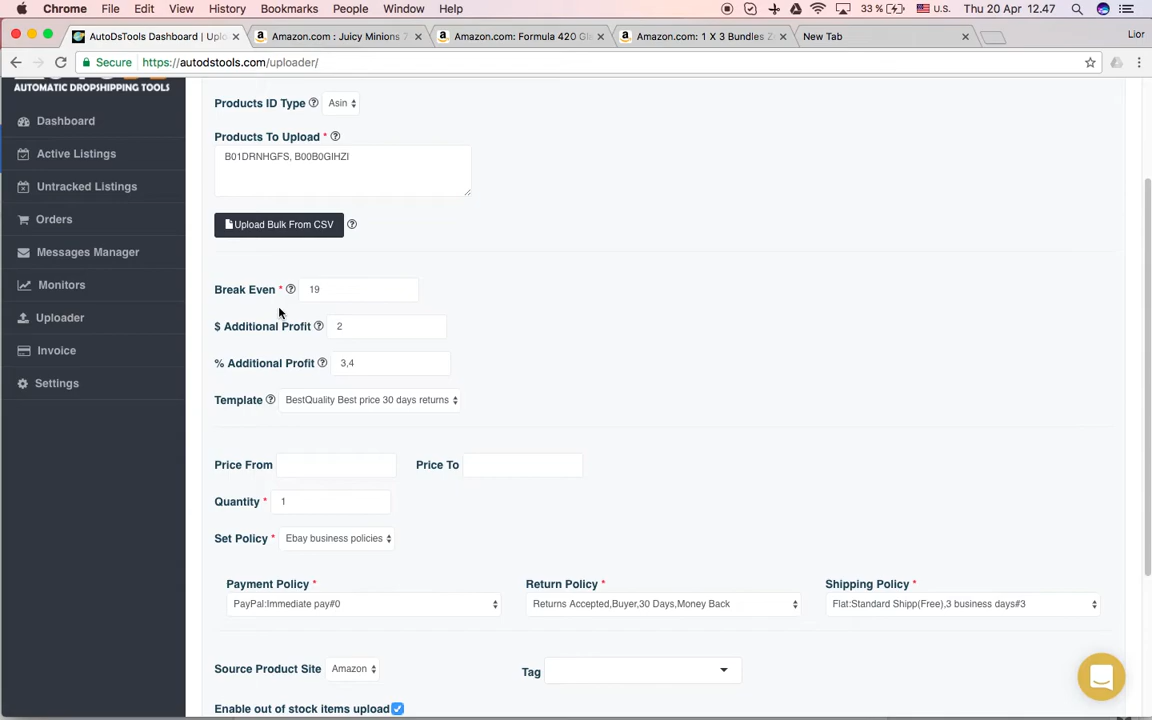 Chrome File Edit View History Bookmarks People Window Help 33 % U.S. Thu 20 Apr 12.47
AutoDsTools Dashboard | Uplo Amazon.com : Juicy Minions 7 Amazon.com: Formula 420 Gl Amazon.com: 1 X 3 Bundles Z New Tab Lior
Secure https://autodstools.com/uploader/
AUTOMATIC DROPSHIPPING TOOLS
Dashboard
Active Listings
Untracked Listings
Orders
Messages Manager
Monitors
Uploader
Invoice
Settings
Products ID Type Asin
Products To Upload *
B01DRNHGFS, B00B0GIHZI
Upload Bulk From CSV
Break Even * 19
$ Additional Profit 2
% Additional Profit 3,4
Template BestQuality Best price 30 days returns
Price From Price To
Quantity * 1
Set Policy * Ebay business policies
Payment Policy * Return Policy * Shipping Policy *
PayPal:Immediate pay#0 Returns Accepted,Buyer,30 Days,Money Back Flat:Standard Shipp(Free),3 business days#3
Source Product Site Amazon Tag
Enable out of stock items upload